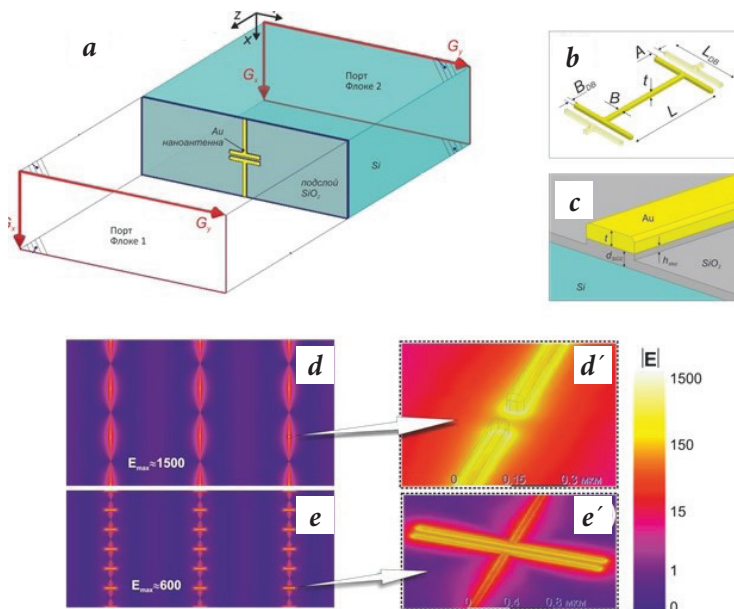 a
z
x
G_y
G_x
Порт
Флоке 2
Au
наноантенна
Si
подслой
SiO₂
G_x
G_y
Порт
Флоке 1
b
A
L_DB
B_DB
B
t
L
c
Au
t
SiO₂
Si
d
E_max≈1500
d´
0 0.15 0.3 мкм
e
E_max≈600
e´
0 0.4 0.8 мкм
|E|
1500
150
15
1
0